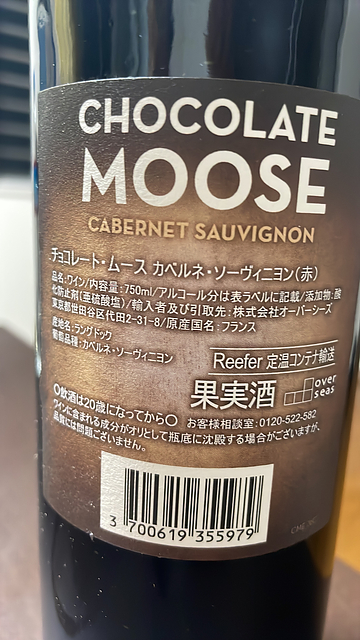 CHOCOLATE
MOOSE
CABERNET SAUVIGNON
チョコレート・ムース カベルネ・ソーヴィニヨン（赤）
品名：ワイン/内容量：750ml/アルコール分は表ラベルに記載/添加物：酸
化防止剤（亜硫酸塩）/輸入者及び引取先：株式会社オーバーシーズ
東京都世田谷区代田2-31-8/原産国名：フランス
産地名：ラングドック
葡萄品種：カベルネ・ソーヴィニヨン
Reefer 定温コンテナ輸送
果実酒 over
seas
〇飲酒は20歳になってから〇 お客様相談室：0120-522-582
ワインに含まれる成分がオリとして瓶底に沈殿する場合がございますが、
品質には問題ございません。
3 700619 355979